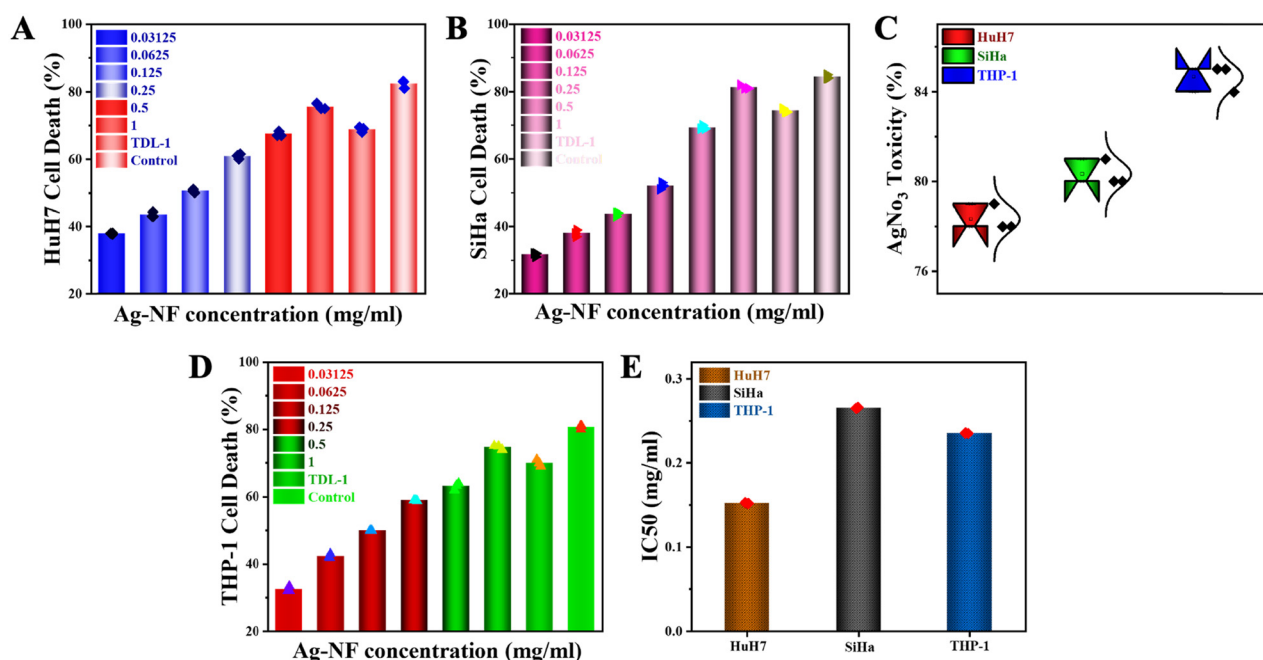 A
HuH7 Cell Death (%)
100
80
60
40
20
0.03125
0.0625
0.125
0.25
0.5
1
TDL-1
Control
Ag-NF concentration (mg/ml)
B
SiHa Cell Death (%)
100
80
60
40
20
0.03125
0.0625
0.125
0.25
0.5
1
TDL-1
Control
Ag-NF concentration (mg/ml)
C
AgNo3 Toxicity (%)
84
80
76
HuH7
SiHa
THP-1
D
THP-1 Cell Death (%)
100
80
60
40
20
0.03125
0.0625
0.125
0.25
0.5
1
TDL-1
Control
Ag-NF concentration (mg/ml)
E
IC50 (mg/ml)
0.3
0.2
0.1
0.0
HuH7
SiHa
THP-1
HuH7
SiHa
THP-1